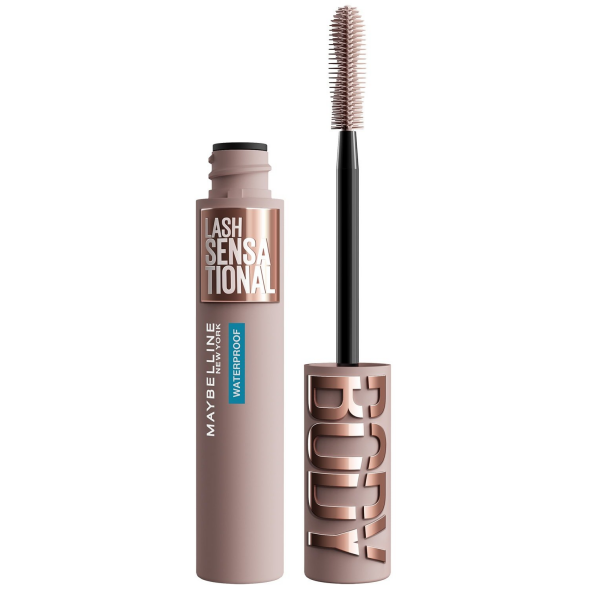 LASH
SENSA
TIONAL
MAYBELLINE
NEW YORK
WATERPROOF
BODY